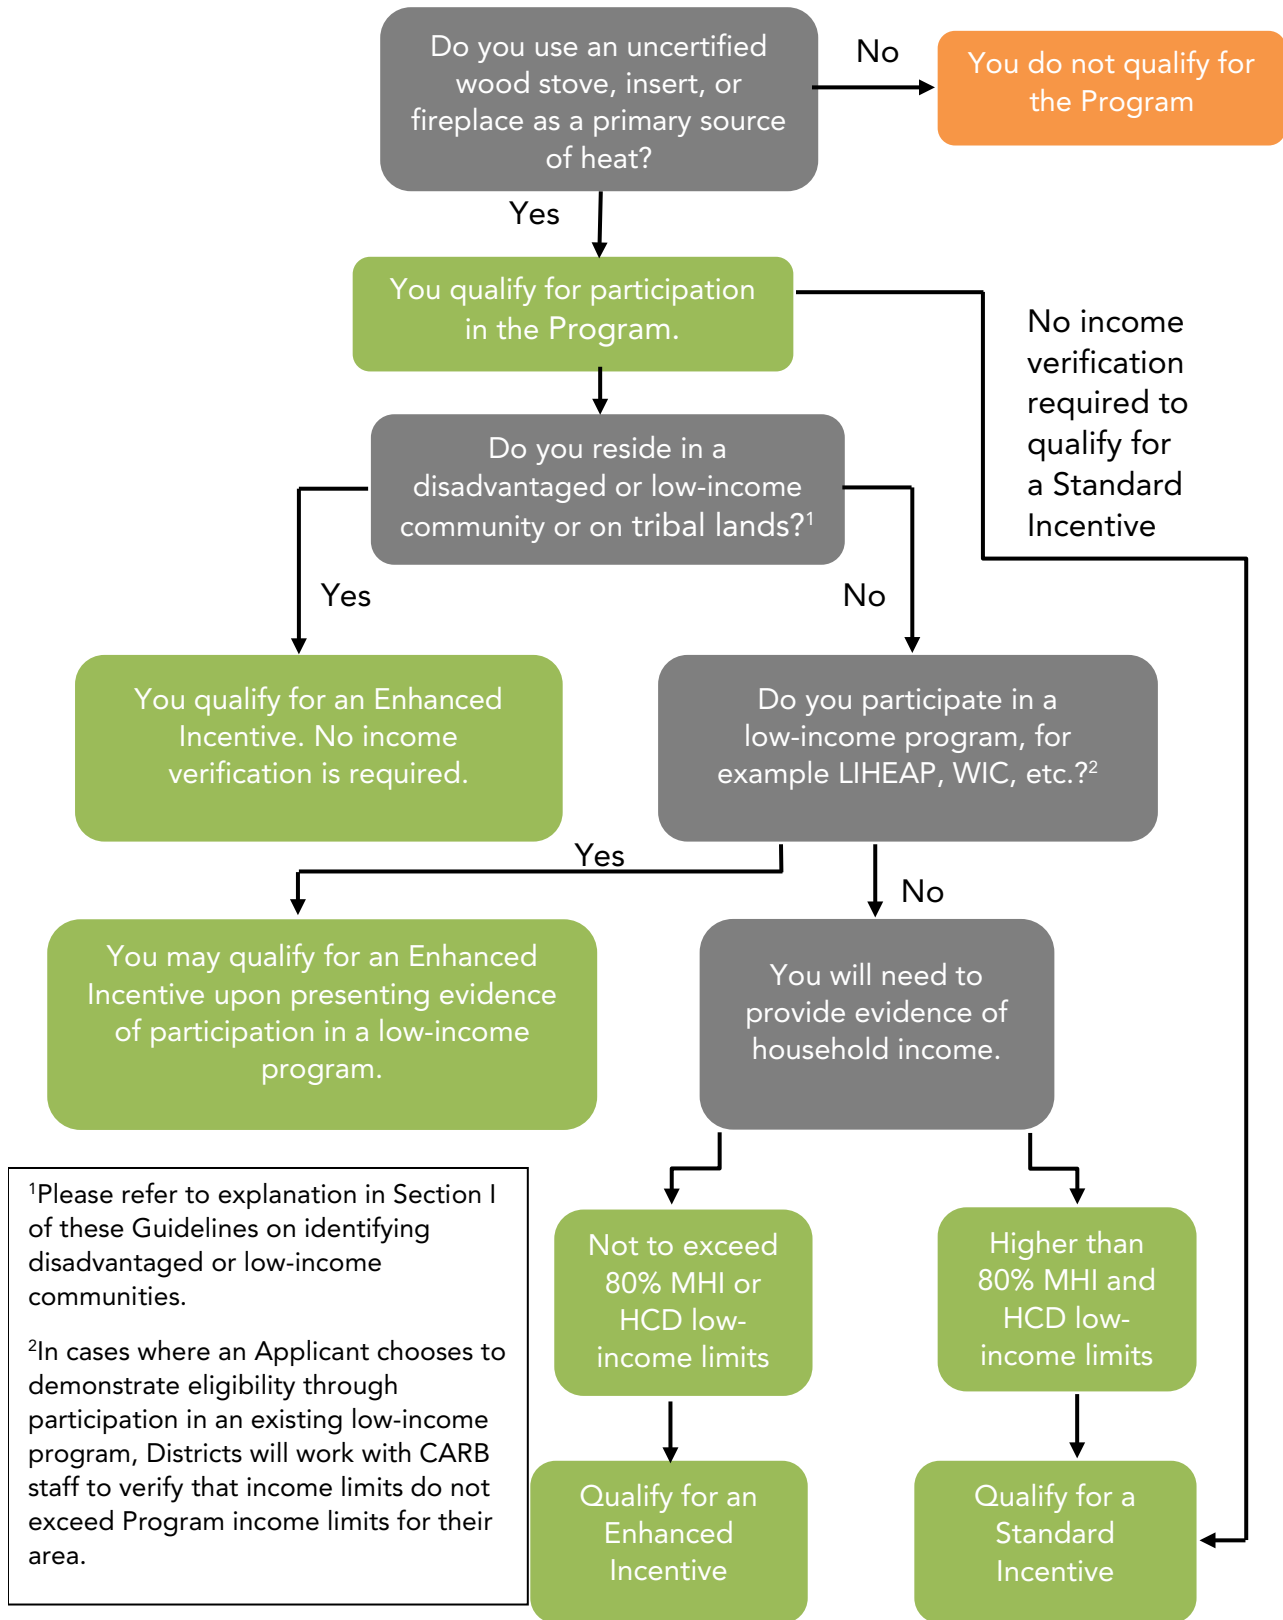 Do you use an uncertified
wood stove, insert, or
fireplace as a primary source
of heat?
No
You do not qualify for
the Program
Yes
You qualify for participation
in the Program.
No income
verification
required to
qualify for
a Standard
Incentive
Do you reside in a
disadvantaged or low-income
community or on tribal lands?¹
Yes
No
You qualify for an Enhanced
Incentive. No income
verification is required.
Do you participate in a
low-income program, for
example LIHEAP, WIC, etc.?²
Yes
No
You may qualify for an Enhanced
Incentive upon presenting evidence
of participation in a low-income
program.
You will need to
provide evidence of
household income.
Not to exceed
80% MHI or
HCD low-
income limits
Higher than
80% MHI and
HCD low-
income limits
Qualify for an
Enhanced
Incentive
Qualify for a
Standard
Incentive
¹Please refer to explanation in Section I
of these Guidelines on identifying
disadvantaged or low-income
communities.
²In cases where an Applicant chooses to
demonstrate eligibility through
participation in an existing low-income
program, Districts will work with CARB
staff to verify that income limits do not
exceed Program income limits for their
area.